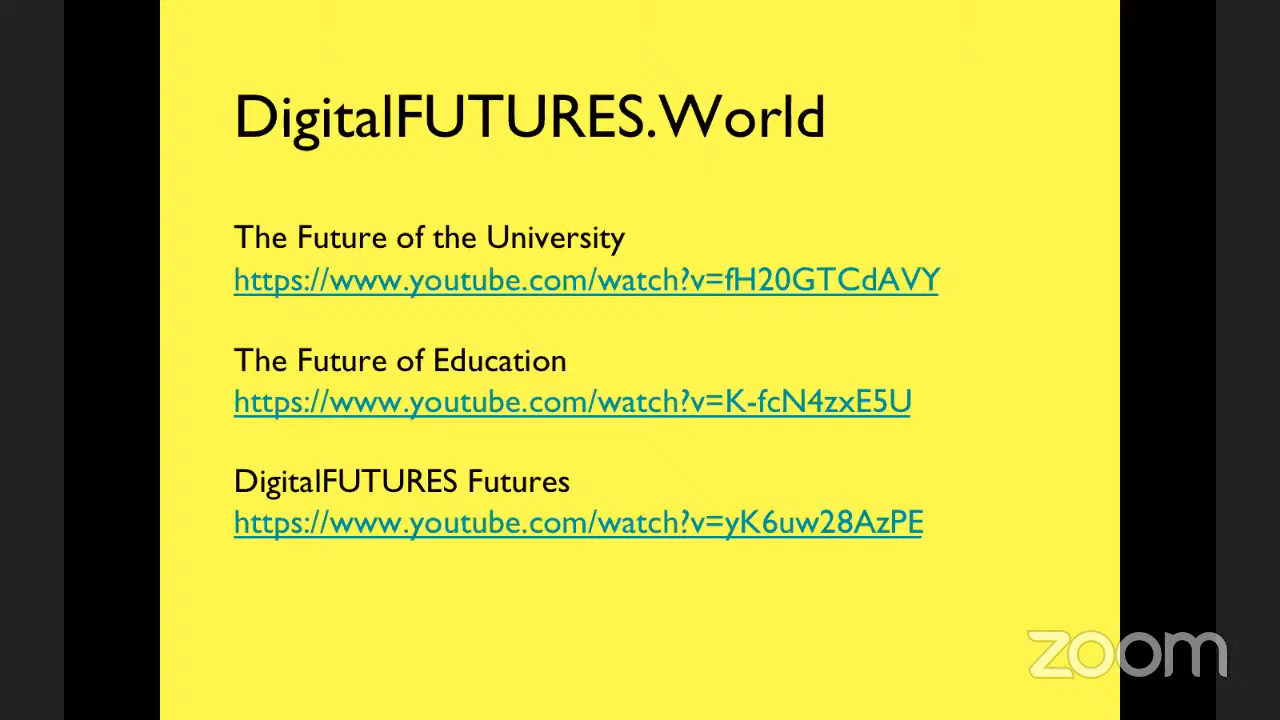 DigitalFUTURES.World
The Future of the University
https://www.youtube.com/watch?v=fH20GTCdAVY
The Future of Education
https://www.youtube.com/watch?v=K-fcN4zxE5U
DigitalFUTURES Futures
https://www.youtube.com/watch?v=yK6uw28AzPE
zoom